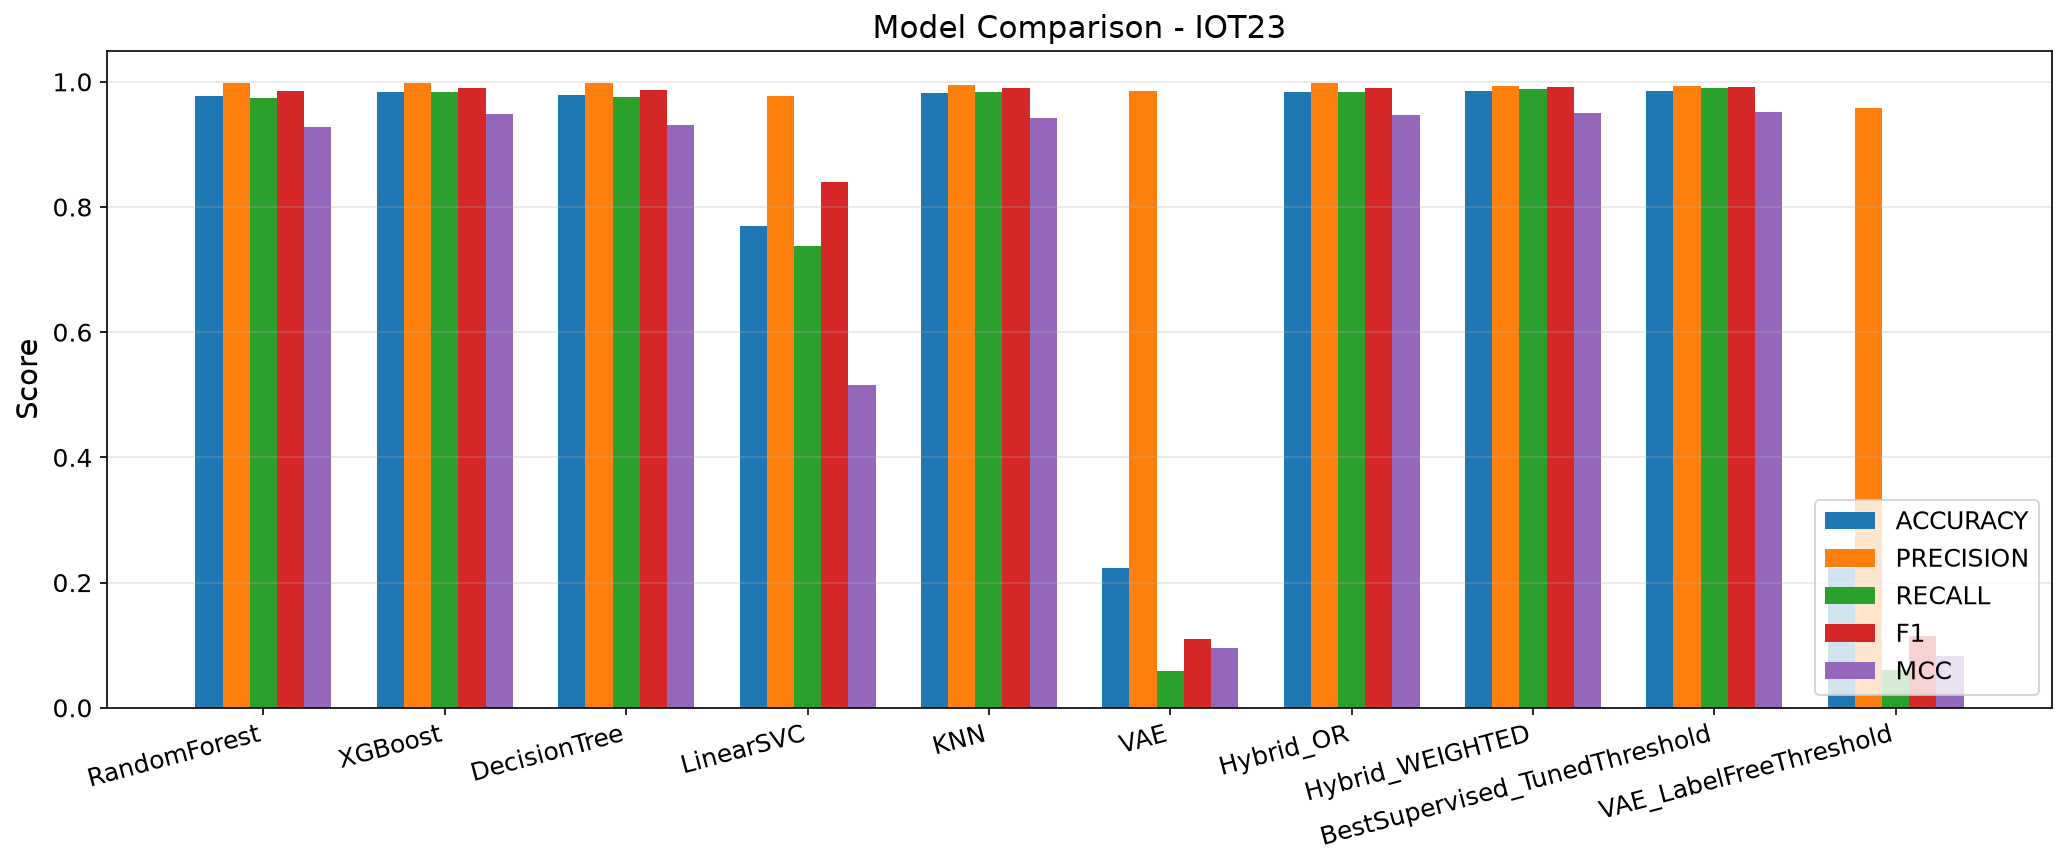 Model Comparison - IOT23
Score
1.0
0.8
0.6
0.4
0.2
0.0
ACCURACY
PRECISION
RECALL
F1
MCC
RandomForest
XGBoost
DecisionTree
LinearSVC
KNN
VAE
Hybrid_OR
Hybrid_WEIGHTED
BestSupervised_TunedThreshold
VAE_LabelFreeThreshold